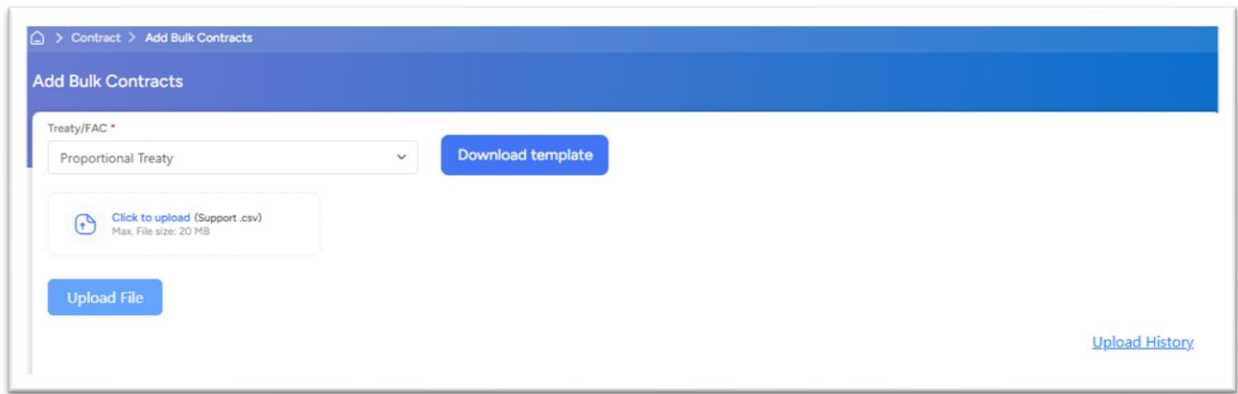 > Contract > Add Bulk Contracts
Add Bulk Contracts
Treaty/FAC *
Proportional Treaty
Download template
Click to upload (Support .csv)
Max. File size: 20 MB
Upload File
Upload History